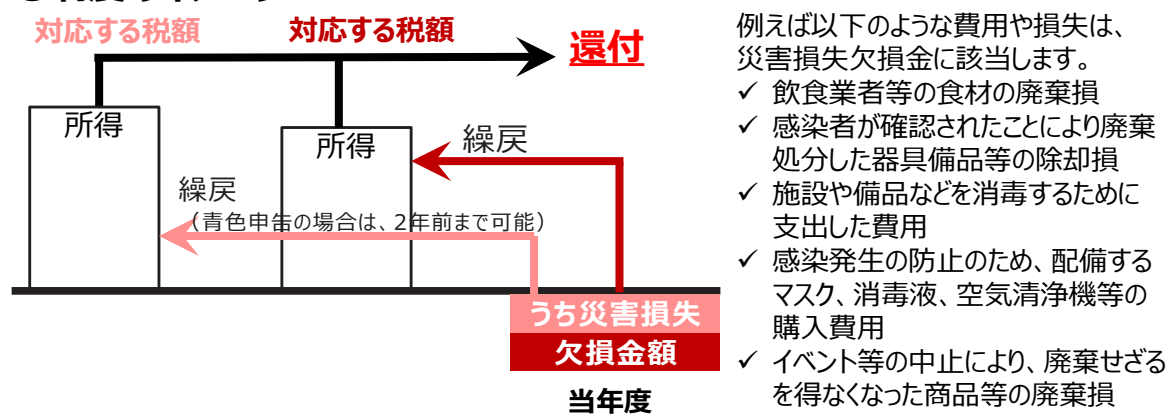 対応する税額
対応する税額
還付
所得
所得
繰戻
繰戻
（青色申告の場合は、2年前まで可能）
うち災害損失
欠損金額
当年度
例えば以下のような費用や損失は、
災害損失欠損金に該当します。
✓ 飲食業者等の食材の廃棄損
✓ 感染者が確認されたことにより廃棄
処分した器具備品等の除却損
✓ 施設や備品などを消毒するために
支出した費用
✓ 感染発生の防止のため、配備する
マスク、消毒液、空気清浄機等の
購入費用
✓ イベント等の中止により、廃棄せざる
を得なくなった商品等の廃棄損